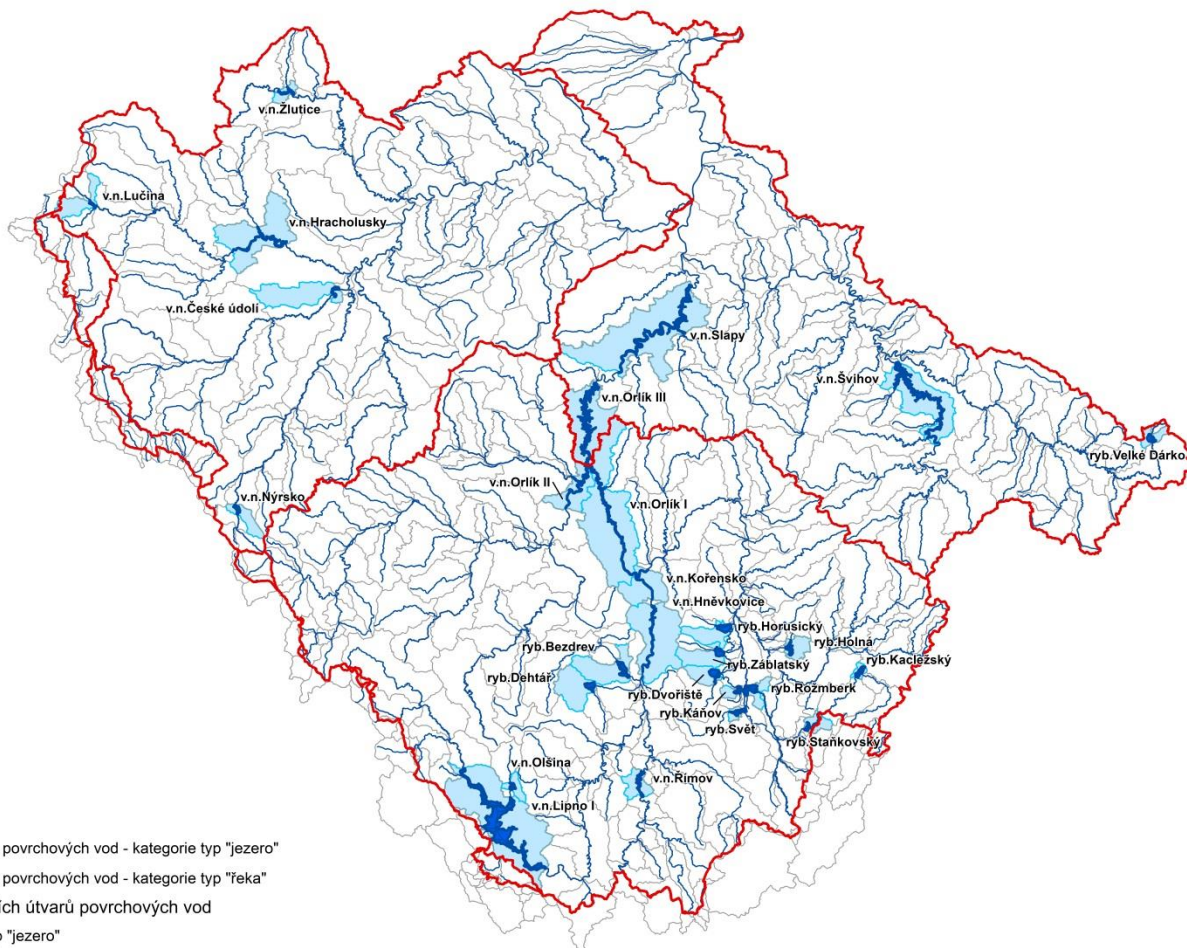 v.n.Žlutice
v.n.Lučina
v.n.Hracholusky
v.n.České údolí
v.n.Slapy
v.n.Švihov
v.n.Orlík III
ryb.Velké Dářko
v.n.Orlík II
v.n.Orlík I
v.n.Nýrsko
v.n.Kořensko
v.n.Hněvkovice
ryb.Horusický
ryb.Holná
ryb.Bezdrev
ryb.Záblatský
ryb.Kacležský
ryb.Dehtář
ryb.Dvořiště
ryb.Rožmberk
ryb.Káňov
ryb.Svět
ryb.Staňkovský
v.n.Olšina
v.n.Římov
v.n.Lipno I
povrchových vod - kategorie typ "jezero"
povrchových vod - kategorie typ "řeka"
ích útvarů povrchových vod
"jezero"